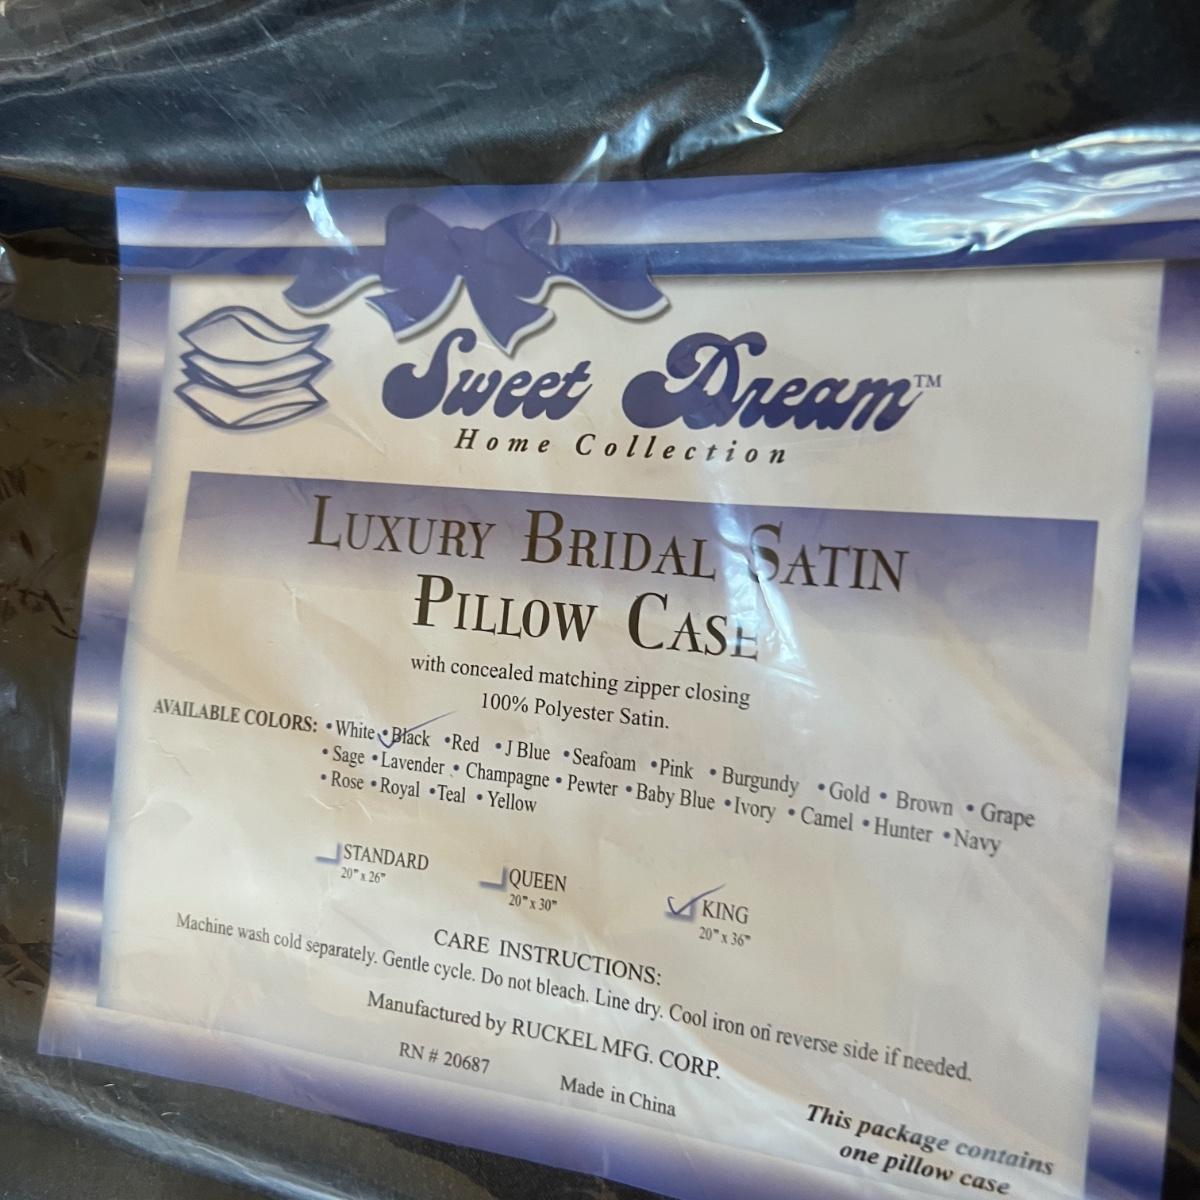 Sweet Dream™
Home Collection
LUXURY BRIDAL SATIN
PILLOW CASE
with concealed matching zipper closing
100% Polyester Satin.
AVAILABLE COLORS: •White •Black •Red •J Blue •Seafoam •Pink •Burgundy •Gold •Brown •Grape
•Sage •Lavender •Champagne •Pewter •Baby Blue •Ivory •Camel •Hunter •Navy
•Rose •Royal •Teal •Yellow
STANDARD
20" x 26"
QUEEN
20" x 30"
KING
20" x 36"
CARE INSTRUCTIONS:
Machine wash cold separately. Gentle cycle. Do not bleach. Line dry. Cool iron on reverse side if needed.
Manufactured by RUCKEL MFG. CORP.
RN # 20687
Made in China
This package contains
one pillow case